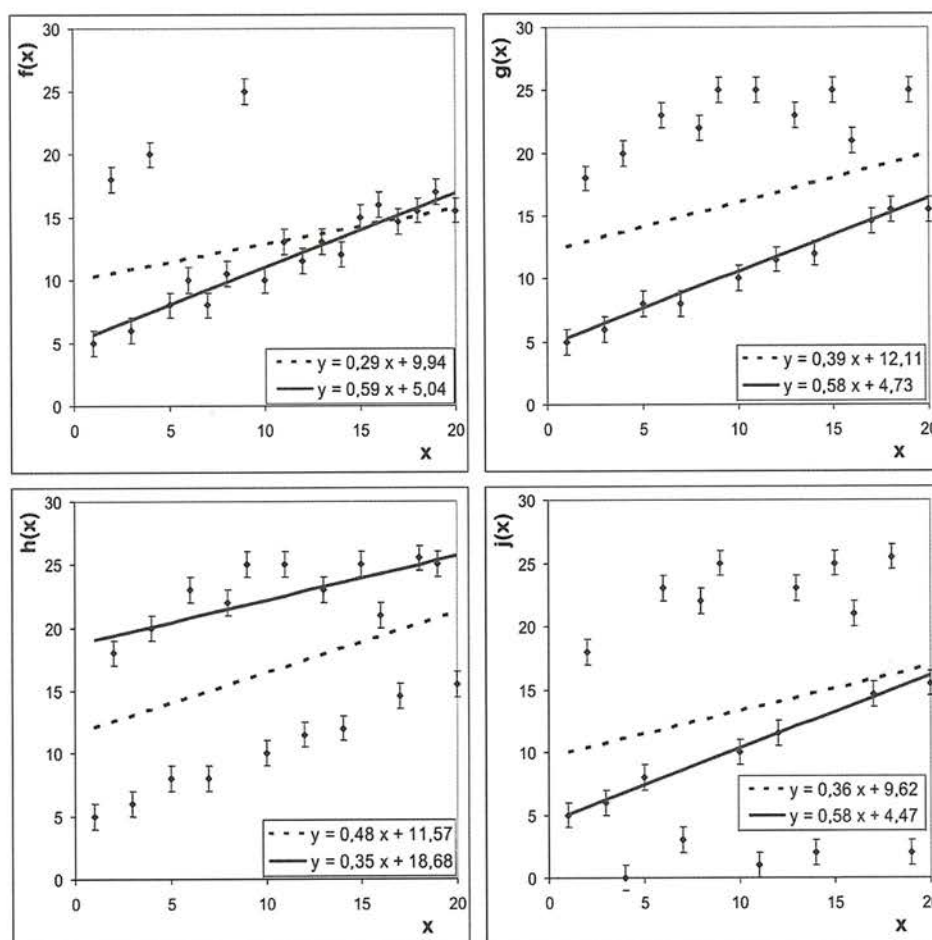 f(x)
30
25
20
15
10
5
0
0 5 10 15 20
x
y = 0,29 x + 9,94
y = 0,59 x + 5,04
g(x)
30
25
20
15
10
5
0
0 5 10 15 20
x
y = 0,39 x + 12,11
y = 0,58 x + 4,73
h(x)
30
25
20
15
10
5
0
0 5 10 15 20
x
y = 0,48 x + 11,57
y = 0,35 x + 18,68
j(x)
30
25
20
15
10
5
0
0 5 10 15 20
x
y = 0,36 x + 9,62
y = 0,58 x + 4,47